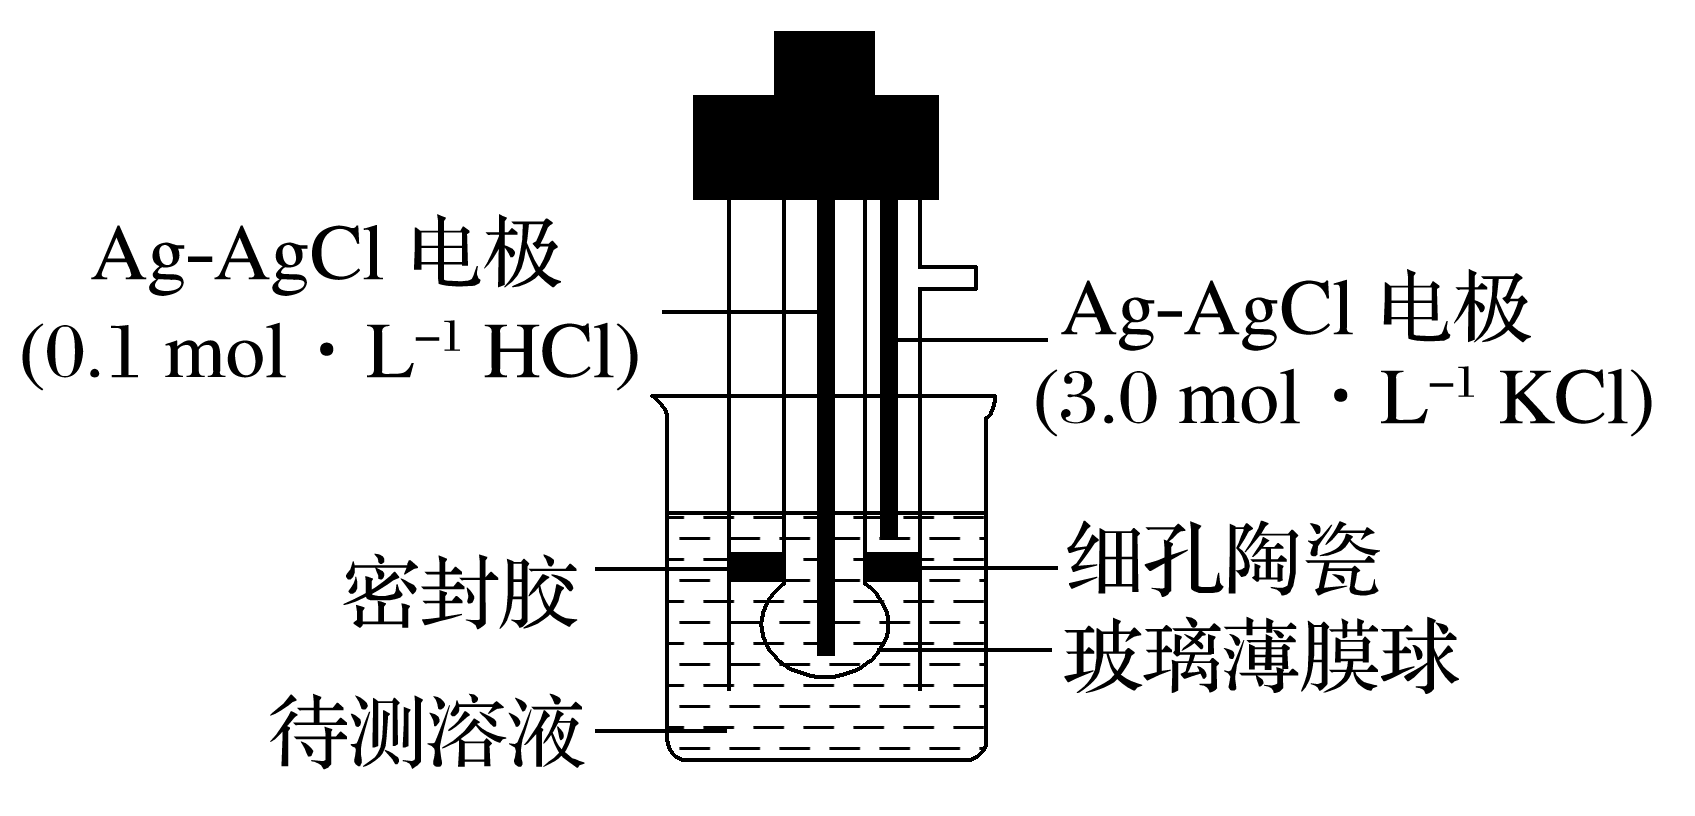 Ag-AgCl 电极
(0.1 mol · L⁻¹ HCl)
Ag-AgCl 电极
(3.0 mol · L⁻¹ KCl)
密封胶
细孔陶瓷
玻璃薄膜球
待测溶液